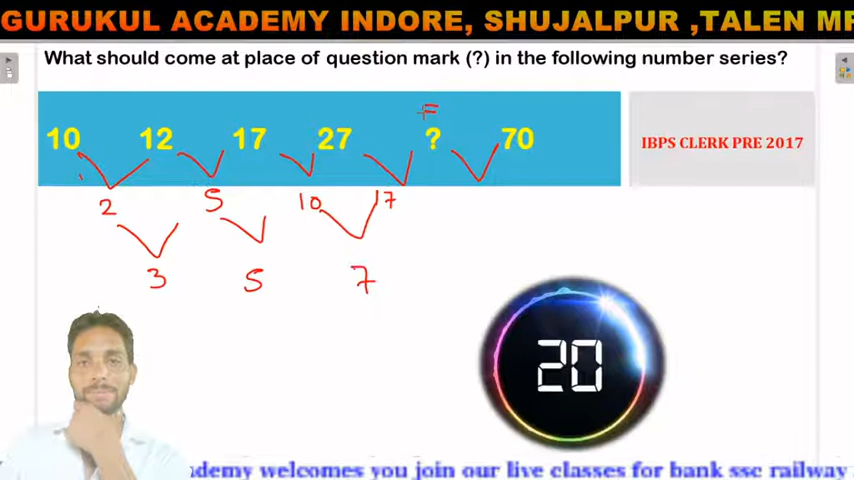 GURUKUL ACADEMY INDORE, SHUJALPUR ,TALEN MP
What should come at place of question mark (?) in the following number series?
F
10 12 17 27 ? 70
IBPS CLERK PRE 2017
2 5 10 17
3 5 7
20
ademy welcomes you join our live classes for bank ssc railway